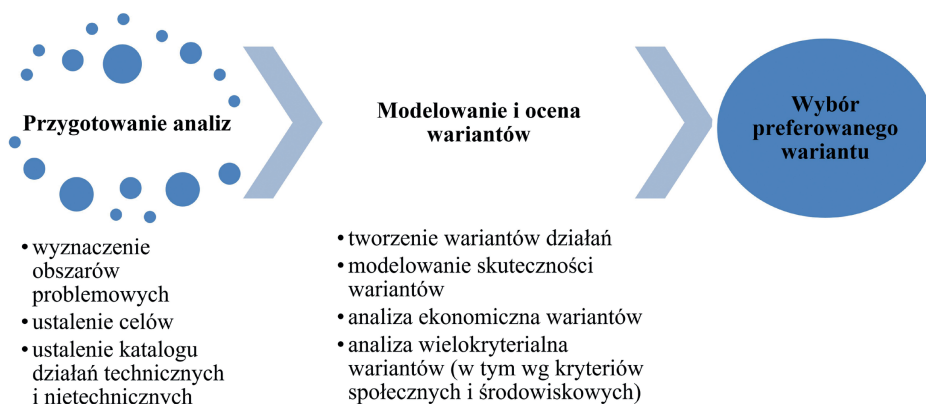 Przygotowanie analiz
• wyznaczenie
obszarów
problemowych
• ustalenie celów
• ustalenie katalogu
działań technicznych
i nietechnicznych
Modelowanie i ocena
wariantów
• tworzenie wariantów działań
• modelowanie skuteczności
wariantów
• analiza ekonomiczna wariantów
• analiza wielokryterialna
wariantów (w tym wg kryteriów
społecznych i środowiskowych)
Wybór
preferowanego
wariantu